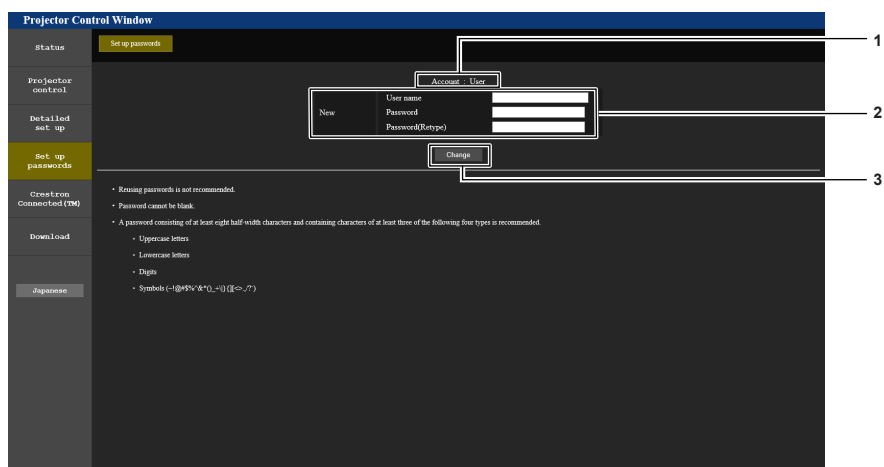 Projector Control Window
Status
Projector
control
Detailed
set up
Set up
passwords
Crestron
Connected(TM)
Download
Japanese
Set up passwords
1
Account : User
New
User name
Password
Password(Retype)
2
Change
3
• Reusing passwords is not recommended.
• Password cannot be blank.
• A password consisting of at least eight half-width characters and containing characters of at least three of the following four types is recommended.
• Uppercase letters
• Lowercase letters
• Digits
• Symbols